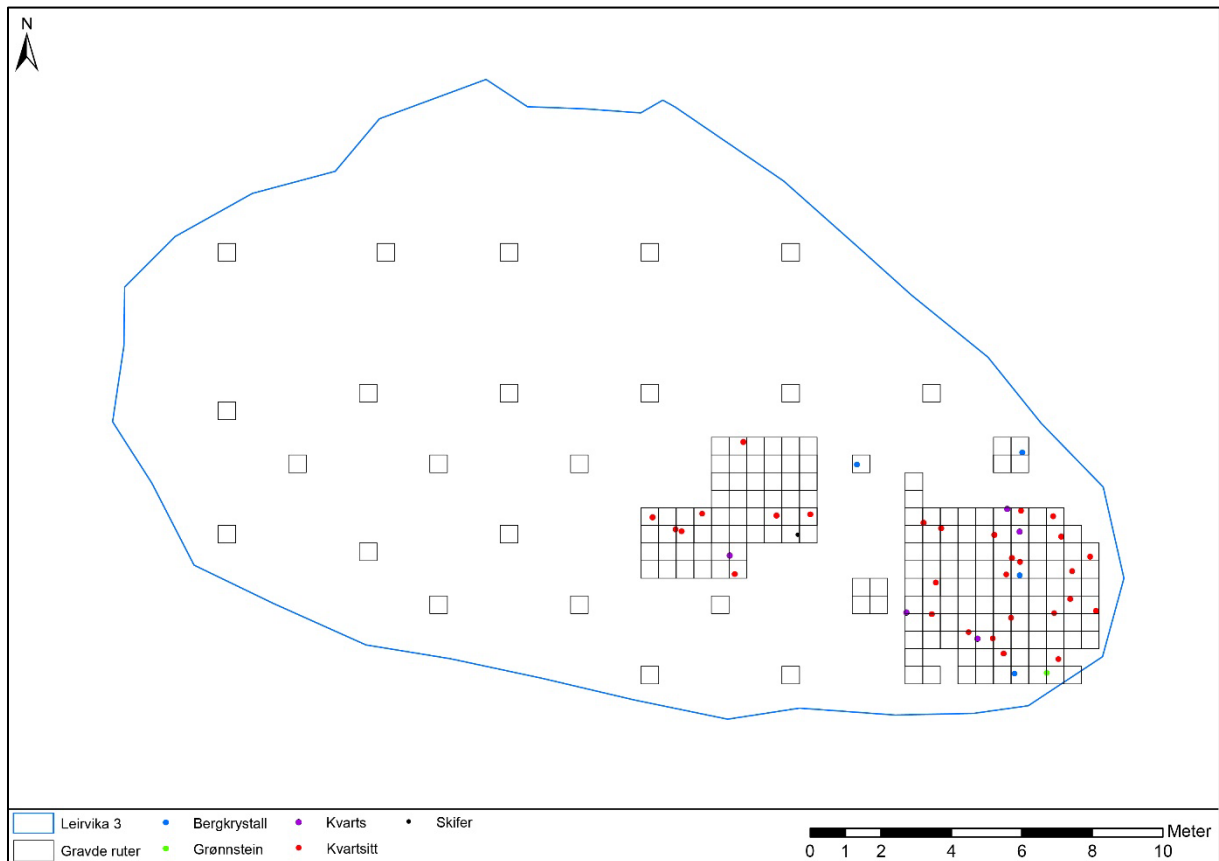 N
Leirvika 3 Bergkrystall Kvarts Skifer
Gravde ruter Grønnstein Kvartsitt
Meter
0 1 2 4 6 8 10